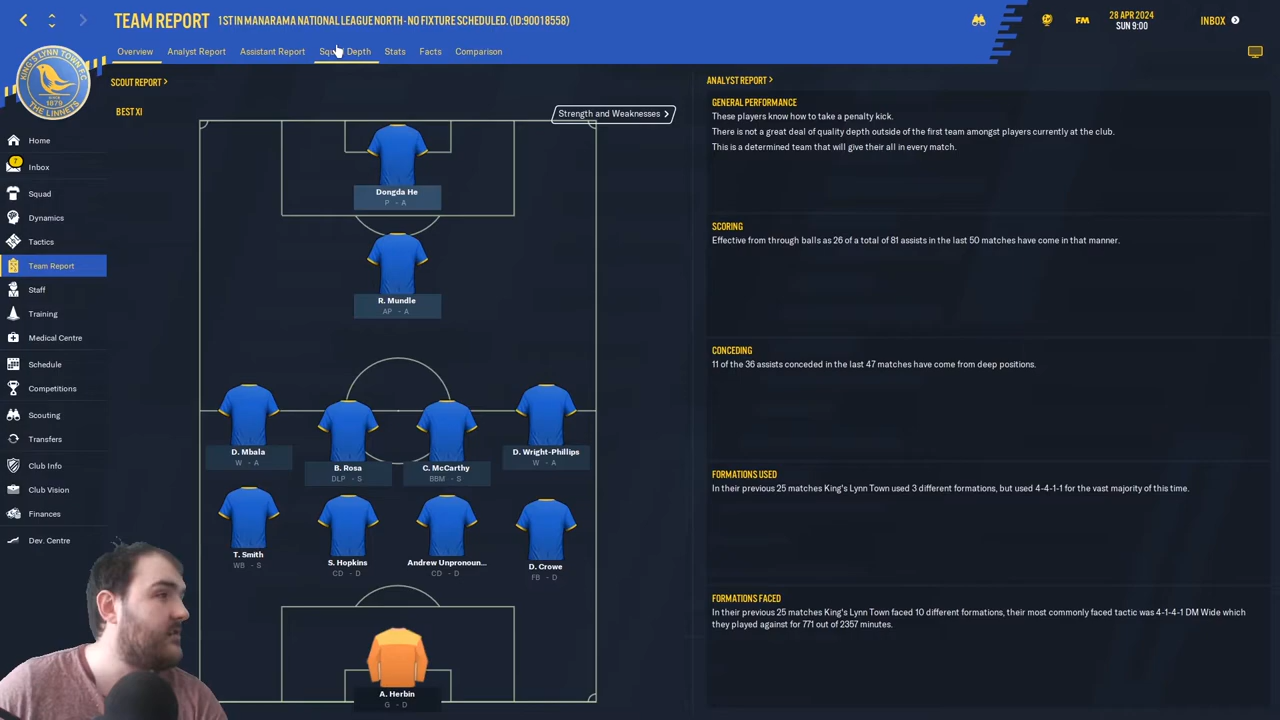 TEAM REPORT
1ST IN MANARAMA NATIONAL LEAGUE NORTH - NO FIXTURE SCHEDULED. (ID:90018558)
FM
28 APR 2024
SUN 9:00
INBOX
Overview
Analyst Report
Assistant Report
Depth
Stats
Facts
Comparison
KING'S LYNN TOWN F.C
1879
THE LINNETS
Home
7
Inbox
Squad
Dynamics
Tactics
Team Report
Staff
Training
Medical Centre
Schedule
Competitions
Scouting
Transfers
Club Info
Club Vision
Finances
Dev. Centre
SCOUT REPORT >
BEST XI
Strength and Weaknesses >
Dongda He
P - A
R. Mundle
AP - A
D. Mbala
W - A
B. Rosa
DLP - S
C. McCarthy
BBM - S
D. Wright-Phillips
W - A
T. Smith
WB - S
S. Hopkins
CD - D
Andrew Unpronoun...
CD - D
D. Crowe
FB - D
A. Herbin
G - D
ANALYST REPORT >
GENERAL PERFORMANCE
These players know how to take a penalty kick.
There is not a great deal of quality depth outside of the first team amongst players currently at the club.
This is a determined team that will give their all in every match.
SCORING
Effective from through balls as 26 of a total of 81 assists in the last 50 matches have come in that manner.
CONCEDING
11 of the 36 assists conceded in the last 47 matches have come from deep positions.
FORMATIONS USED
In their previous 25 matches King's Lynn Town used 3 different formations, but used 4-4-1-1 for the vast majority of this time.
FORMATIONS FACED
In their previous 25 matches King's Lynn Town faced 10 different formations, their most commonly faced tactic was 4-1-4-1 DM Wide which
they played against for 771 out of 2357 minutes.